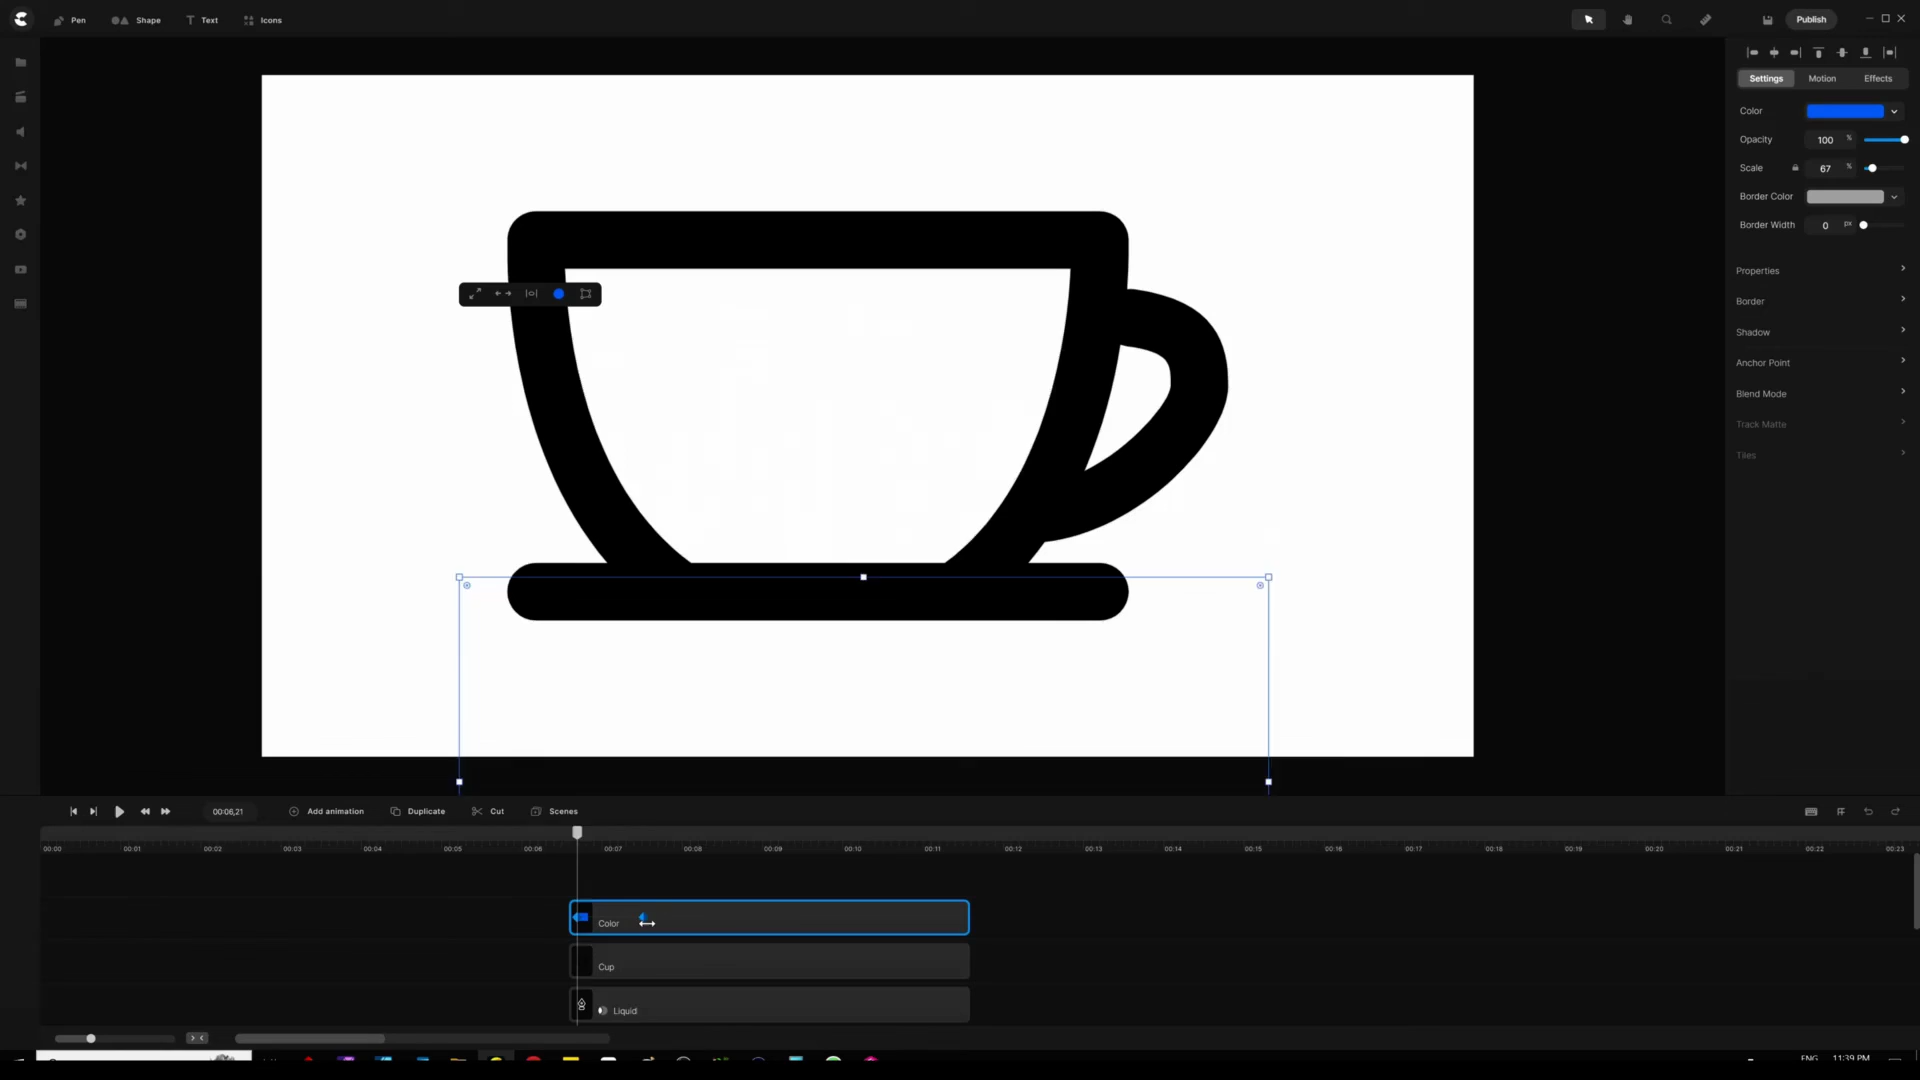 Pen Shape Text Icons Publish
Settings Motion Effects
Color
Opacity 100 %
Scale 67 %
Border Color
Border Width 0 px
Properties
Border
Shadow
Anchor Point
Blend Mode
Track Matte
Tiles
00:06,21 Add animation Duplicate Cut Scenes
00:00 00:01 00:02 00:03 00:04 00:05 00:06 00:07 00:08 00:09 00:10 00:11 00:12 00:13 00:14 00:15 00:16 00:17 00:18 00:19 00:20 00:21 00:22 00:23
Color
Cup
Liquid
ENG 11:39 PM